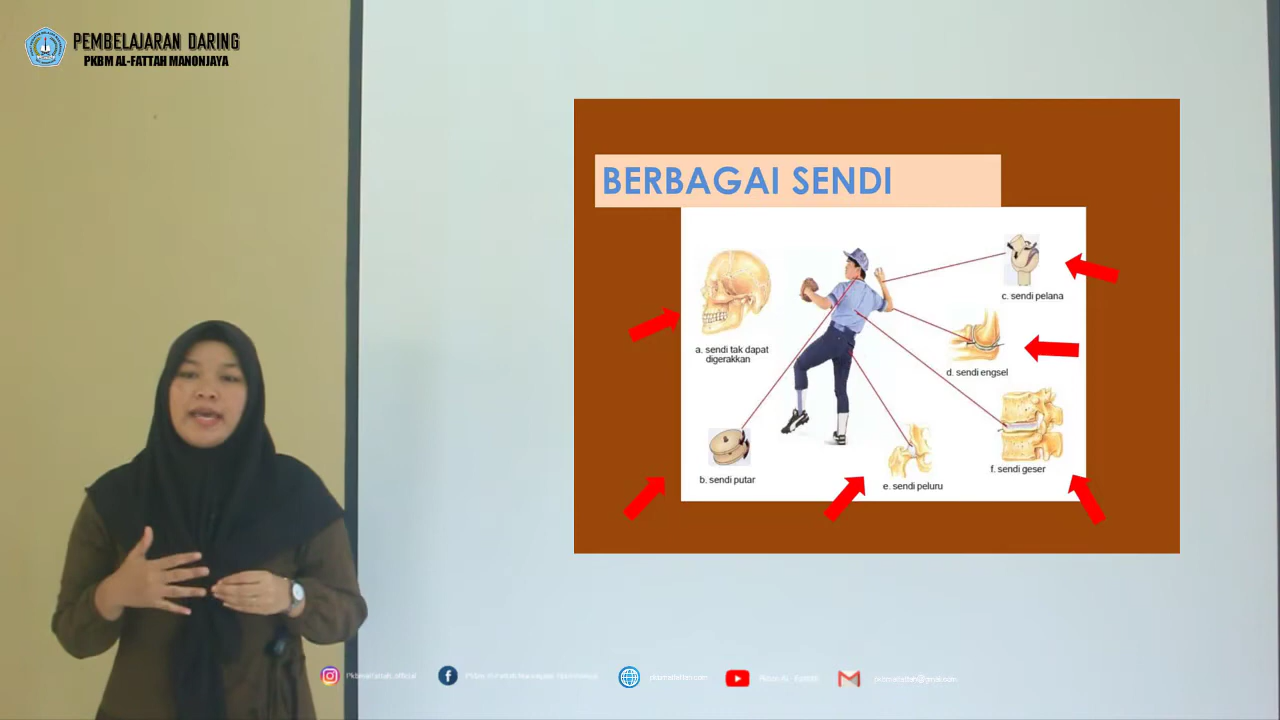 PEMBELAJARAN DARING
PKBM AL-FATTAH MANONJAYA
BERBAGAI SENDI
a. sendi tak dapat
digerakkan
b. sendi putar
c. sendi pelana
d. sendi engsel
e. sendi peluru
f. sendi geser